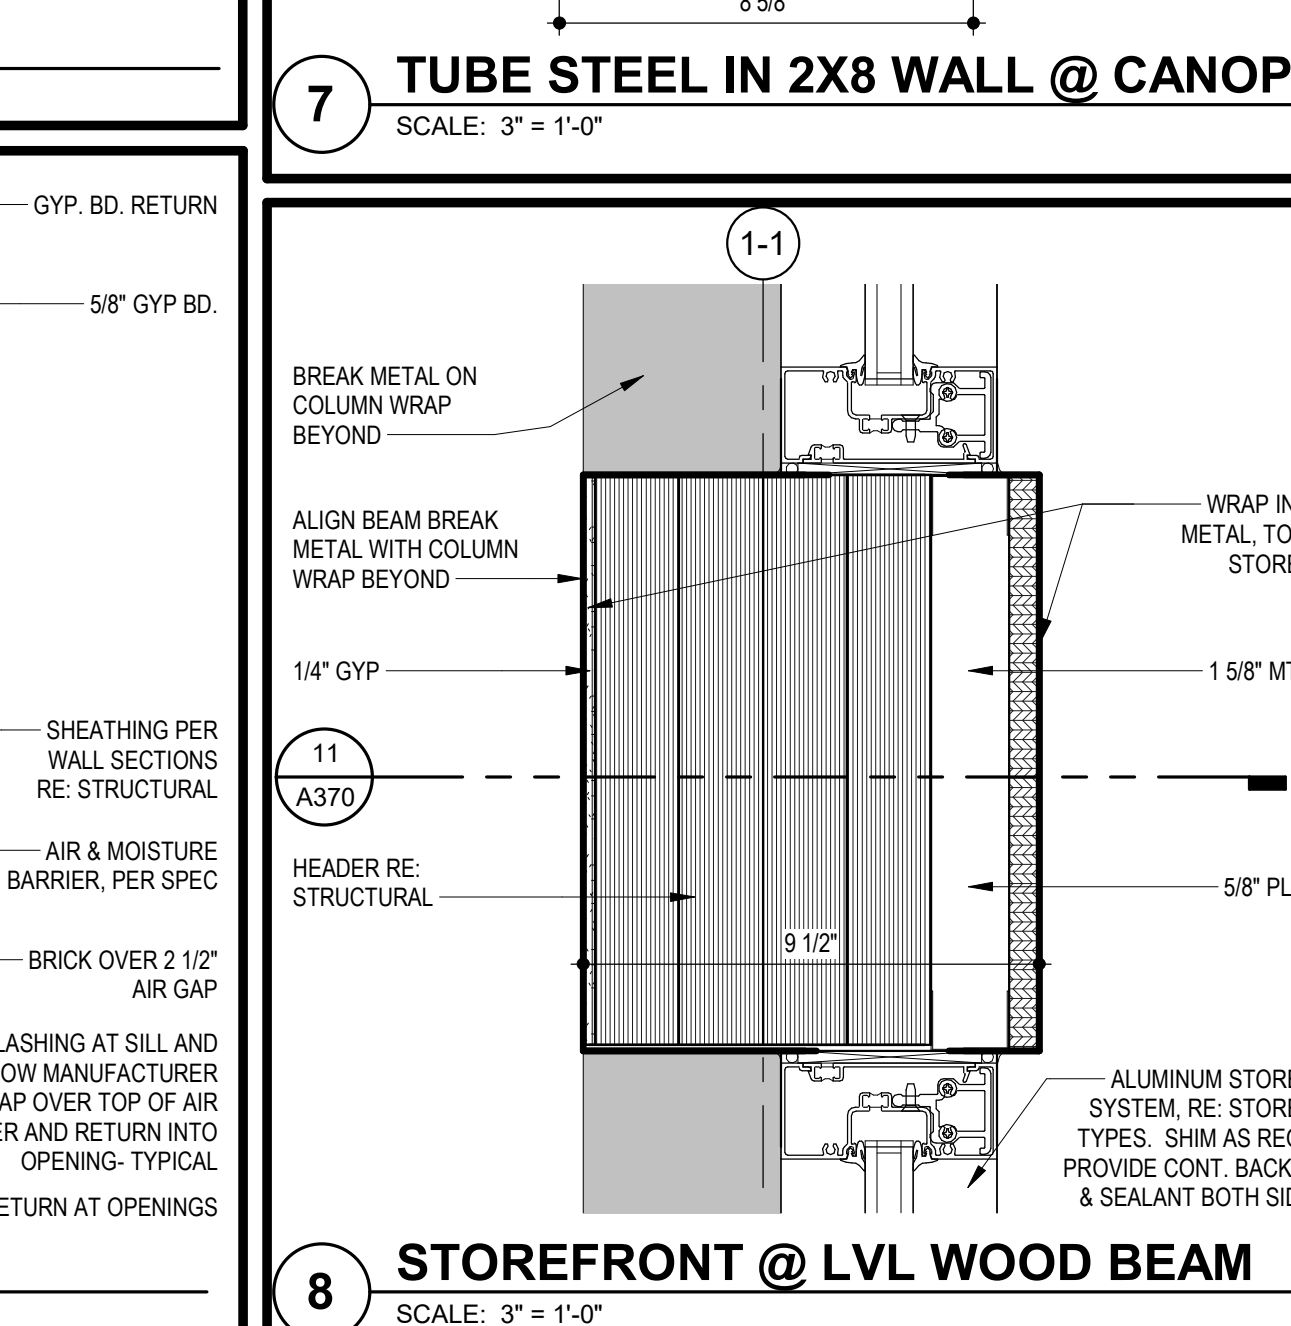 8 5/8"
7
TUBE STEEL IN 2X8 WALL @ CANOP
SCALE: 3" = 1'-0"
GYP. BD. RETURN
5/8" GYP BD.
SHEATHING PER
WALL SECTIONS
RE: STRUCTURAL
AIR & MOISTURE
BARRIER, PER SPEC
BRICK OVER 2 1/2"
AIR GAP
LASHING AT SILL AND
OW MANUFACTURER
AP OVER TOP OF AIR
ER AND RETURN INTO
OPENING- TYPICAL
ETURN AT OPENINGS
1-1
BREAK METAL ON
COLUMN WRAP
BEYOND
ALIGN BEAM BREAK
METAL WITH COLUMN
WRAP BEYOND
1/4" GYP
11
A370
HEADER RE:
STRUCTURAL
9 1/2"
WRAP IN
METAL, TO
STORE
1 5/8" MT
5/8" PL
ALUMINUM STORE
SYSTEM, RE: STORE
TYPES. SHIM AS REQ
PROVIDE CONT. BACK
& SEALANT BOTH SID
8
STOREFRONT @ LVL WOOD BEAM
SCALE: 3" = 1'-0"